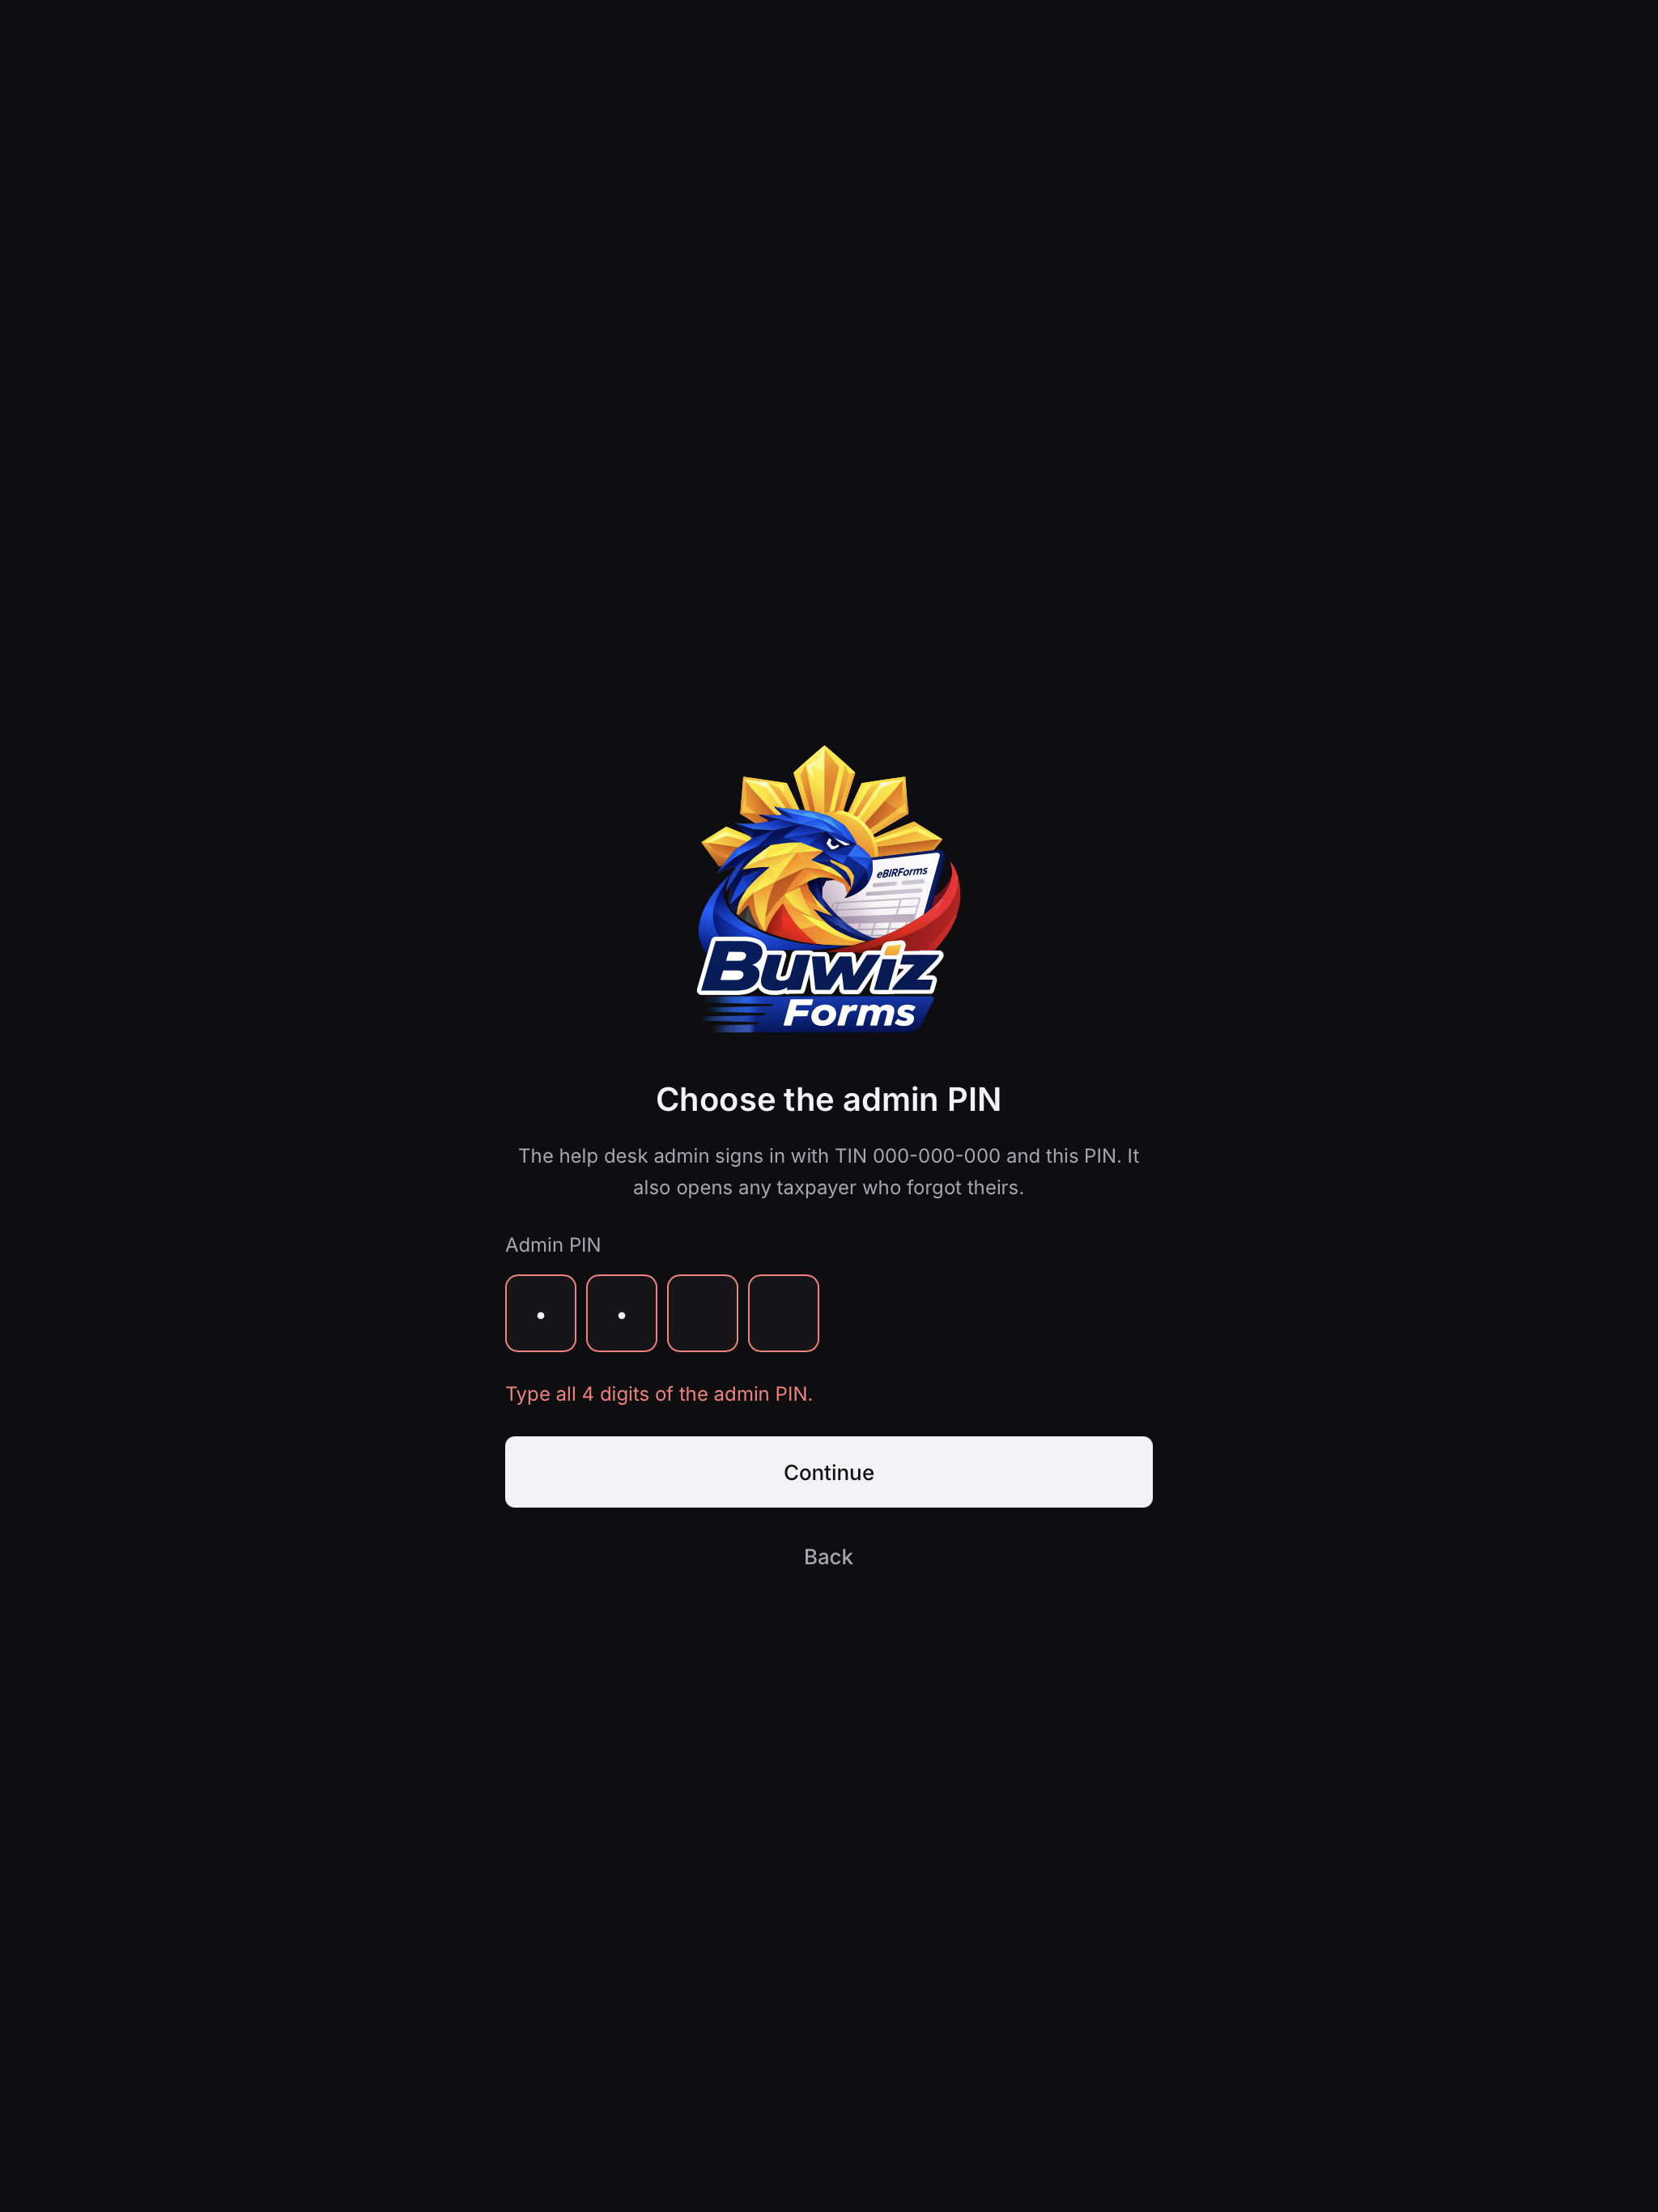 eBIRForms
Buwiz
Forms
Choose the admin PIN
The help desk admin signs in with TIN 000-000-000 and this PIN. It
also opens any taxpayer who forgot theirs.
Admin PIN
Type all 4 digits of the admin PIN.
Continue
Back